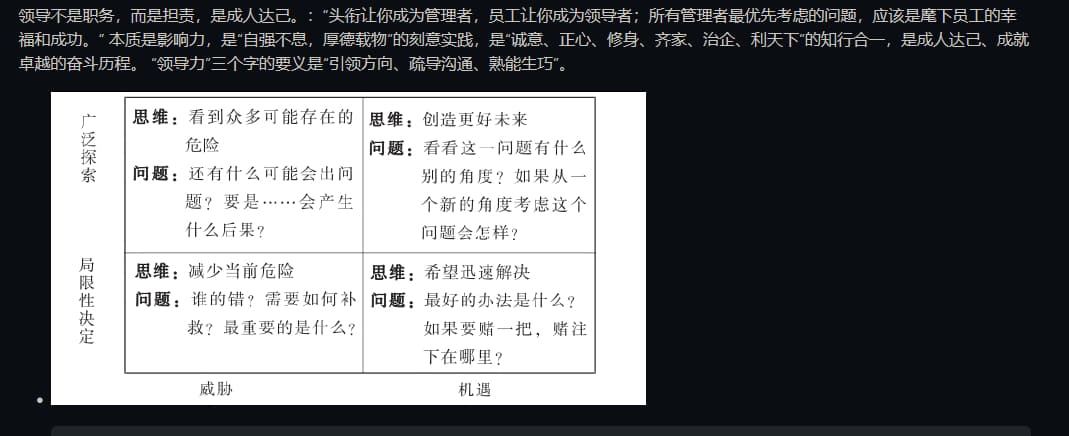 领导不是职务，而是担责，是成人达己。：“头衔让你成为管理者，员工让你成为领导者；所有管理者最优先考虑的问题，应该是麾下员工的幸
福和成功。” 本质是影响力，是“自强不息，厚德载物”的刻意实践，是“诚意、正心、修身、齐家、治企、利天下”的知行合一，是成人达己、成就
卓越的奋斗历程。 “领导力”三个字的要义是“引领方向、疏导沟通、熟能生巧”。
广泛探索
思维：看到众多可能存在的
危险
问题：还有什么可能会出问
题？要是……会产生
什么后果？
思维：创造更好未来
问题：看看这一问题有什么
别的角度？如果从一
个新的角度考虑这个
问题会怎样？
局限性决定
思维：减少当前危险
问题：谁的错？需要如何补
救？最重要的是什么？
思维：希望迅速解决
问题：最好的办法是什么？
如果要赌一把，赌注
下在哪里？
威胁
机遇